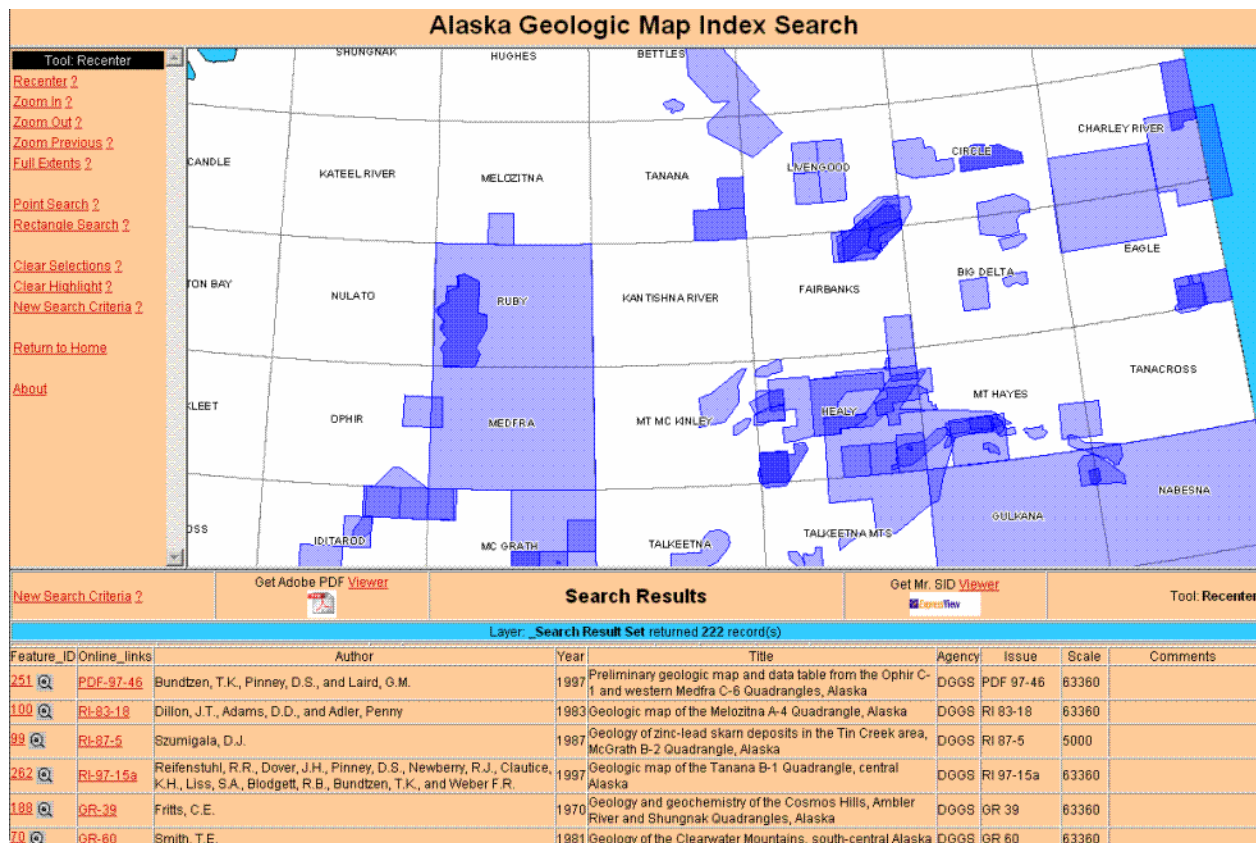 Alaska Geologic Map Index Search
Tool: Recenter
Recenter ?
Zoom In ?
Zoom Out ?
Zoom Previous ?
Full Extents ?
Point Search ?
Rectangle Search ?
Clear Selections ?
Clear Highlight ?
New Search Criteria ?
Return to Home
About
SHUNGNAK
HUGHES
BETTLES
CANDLE
KATEEL RIVER
MELOZITNA
TANANA
LIVENGOOD
CIRCLE
CHARLEY RIVER
TON BAY
NULATO
RUBY
KANTISHNA RIVER
FAIRBANKS
BIG DELTA
EAGLE
KLEET
OPHIR
MEDFRA
MT MC KINLEY
HEALY
MT HAYES
TANACROSS
OSS
IDITAROD
MC GRATH
TALKEETNA
TALKEETNA MTS
GULKANA
NABESNA
New Search Criteria ?
Get Adobe PDF Viewer
Search Results
Get Mr. SID Viewer
ExpressView
Tool: Recenter
Layer: _Search Result Set returned 222 record(s)
Feature_ID Online_links Author Year Title Agency Issue Scale Comments
251 PDF-97-46 Bundtzen, T.K., Pinney, D.S., and Laird, G.M. 1997 Preliminary geologic map and data table from the Ophir C-
1 and western Medfra C-6 Quadrangles, Alaska DGGS PDF 97-46 63360
100 RI-83-18 Dillon, J.T., Adams, D.D., and Adler, Penny 1983 Geologic map of the Melozitna A-4 Quadrangle, Alaska DGGS RI 83-18 63360
99 RI-87-5 Szumigala, D.J. 1987 Geology of zinc-lead skarn deposits in the Tin Creek area,
McGrath B-2 Quadrangle, Alaska DGGS RI 87-5 5000
262 RI-97-15a Reifenstuhl, R.R., Dover, J.H., Pinney, D.S., Newberry, R.J., Clautice,
K.H., Liss, S.A., Blodgett, R.B., Bundtzen, T.K., and Weber F.R. 1997 Geologic map of the Tanana B-1 Quadrangle, central
Alaska DGGS RI 97-15a 63360
188 GR-39 Fritts, C.E. 1970 Geology and geochemistry of the Cosmos Hills, Ambler
River and Shungnak Quadrangles, Alaska DGGS GR 39 63360
70 GR-60 Smith, T.E. 1981 Geology of the Clearwater Mountains, south-central Alaska DGGS GR 60 63360